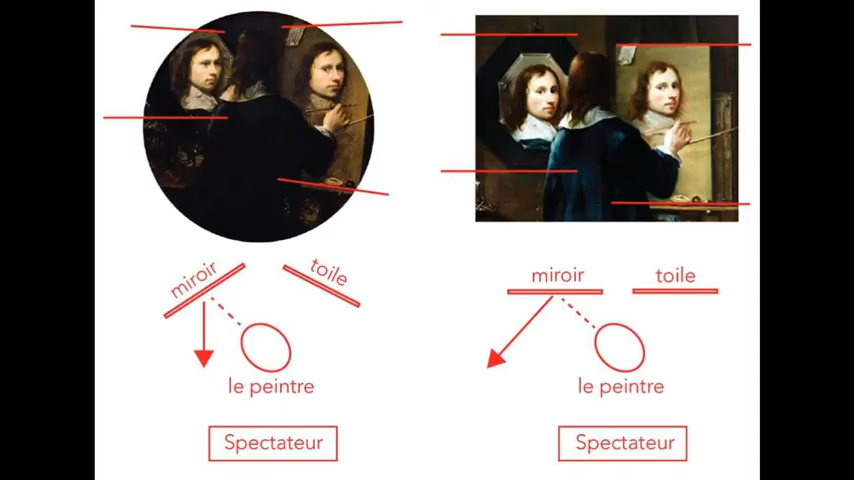 miroir
toile
le peintre
Spectateur
miroir
toile
le peintre
Spectateur